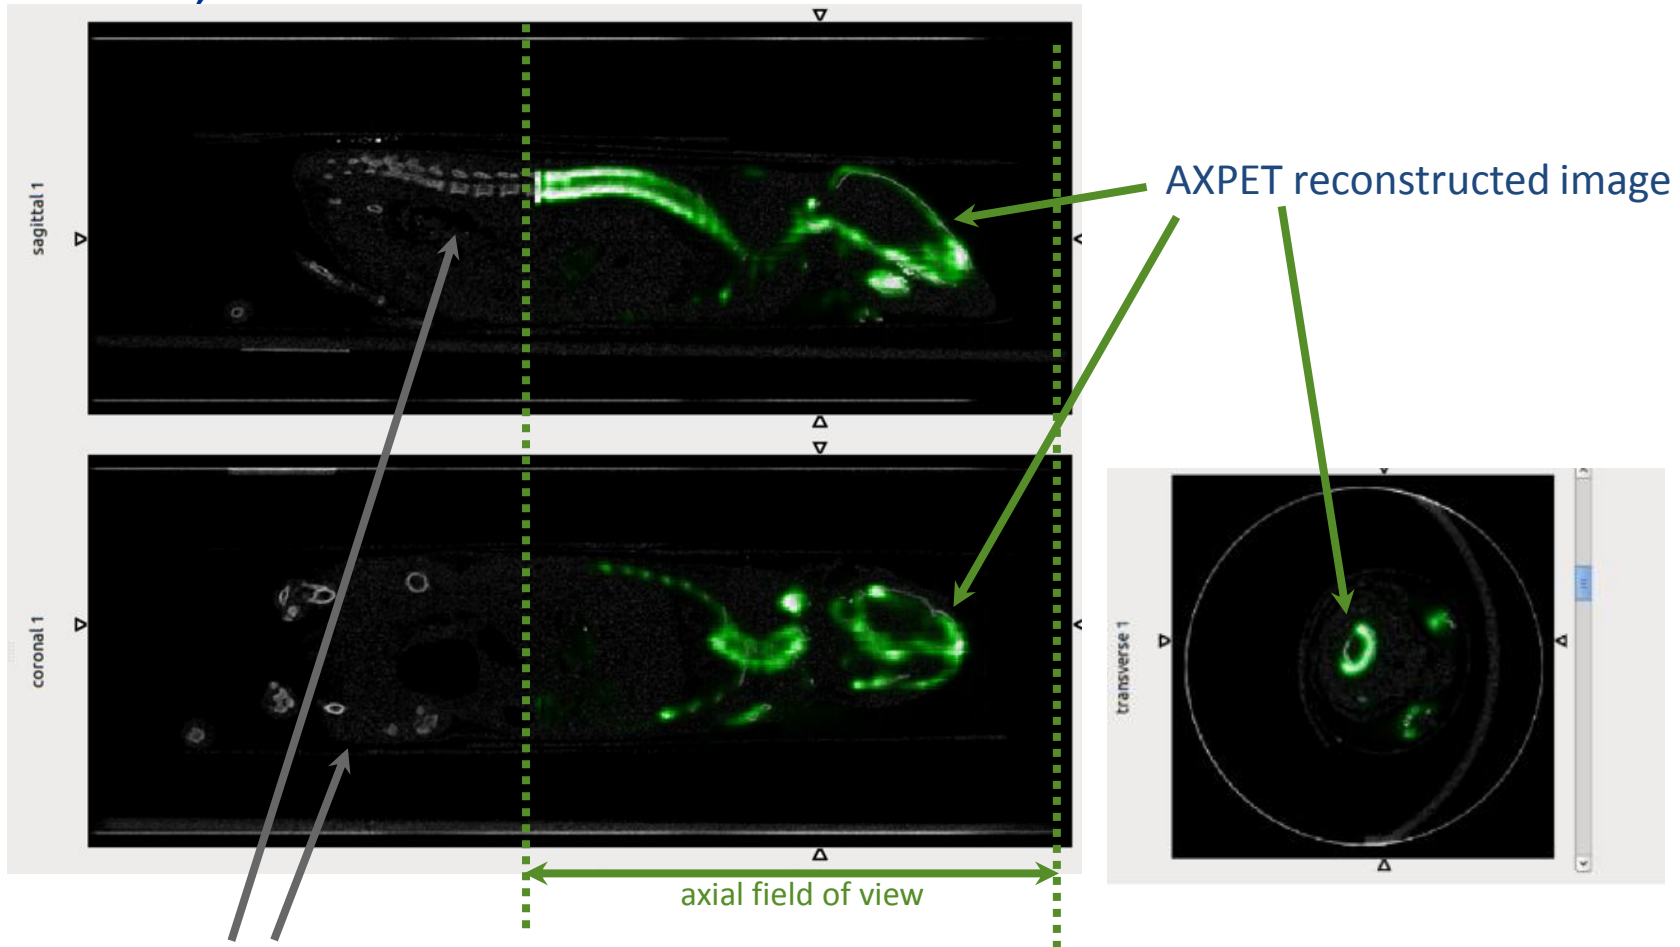 sagittal 1
AXPET reconstructed image
coronal 1
transverse 1
axial field of view